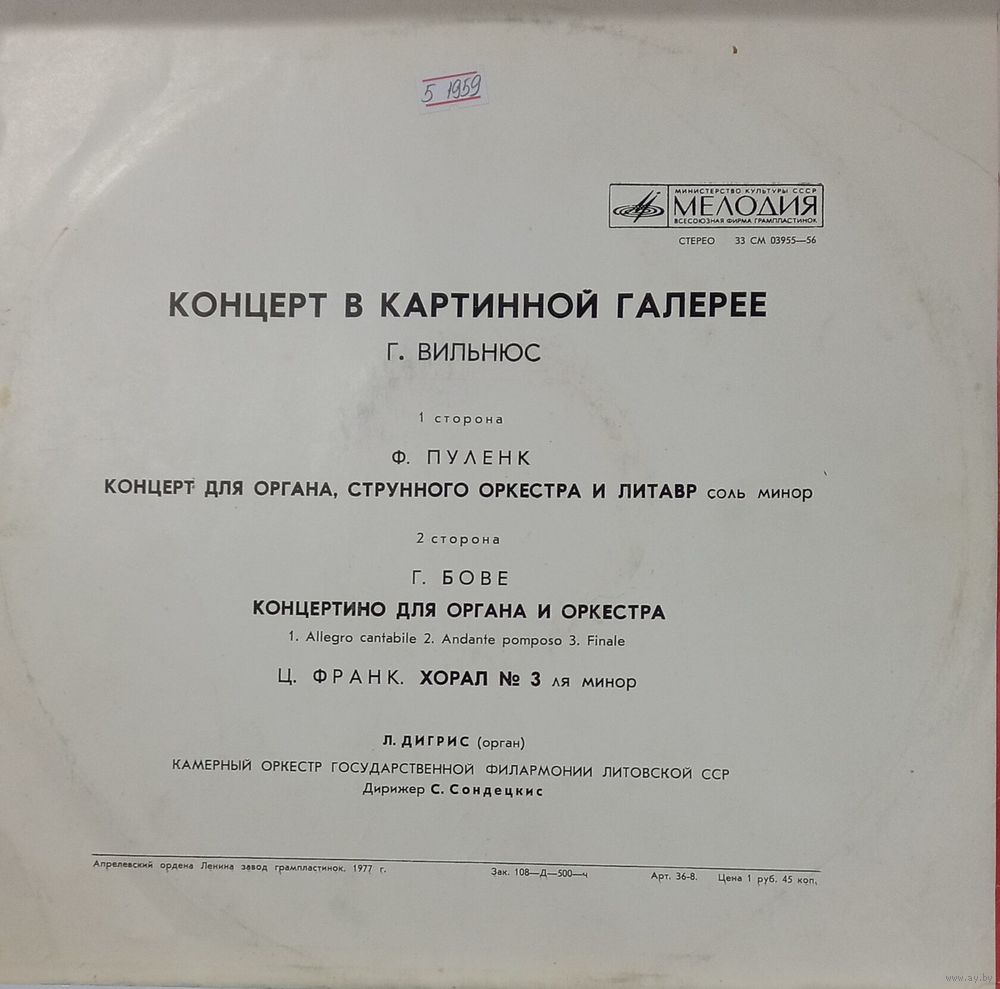 5 1959
МИНИСТЕРСТВО КУЛЬТУРЫ СССР
МЕЛОДИЯ
ВСЕСОЮЗНАЯ ФИРМА ГРАМПЛАСТИНОК
СТЕРЕО 33 СМ 03955—56
КОНЦЕРТ В КАРТИННОЙ ГАЛЕРЕЕ
Г. ВИЛЬНЮС
1 сторона
Ф. ПУЛЕНК
КОНЦЕРТ ДЛЯ ОРГАНА, СТРУННОГО ОРКЕСТРА И ЛИТАВР соль минор
2 сторона
Г. БОВЕ
КОНЦЕРТИНО ДЛЯ ОРГАНА И ОРКЕСТРА
1. Allegro cantabile 2. Andante pomposo 3. Finale
Ц. ФРАНК. ХОРАЛ № 3 ля минор
Л. ДИГРИС (орган)
КАМЕРНЫЙ ОРКЕСТР ГОСУДАРСТВЕННОЙ ФИЛАРМОНИИ ЛИТОВСКОЙ ССР
Дирижер С. Сондецкис
Апрелевский ордена Ленина завод грампластинок. 1977 г. Зак. 108—Д—500—ч Арт. 36-8. Цена 1 руб. 45 коп.
www.ay.by